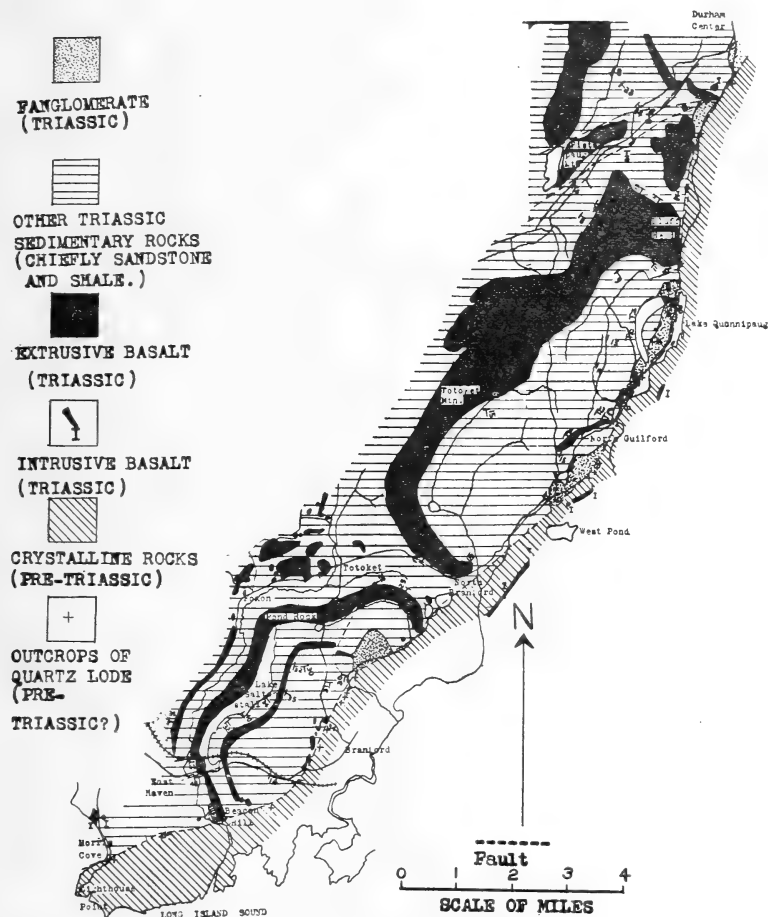 FANGLOMERATE
(TRIASSIC)
OTHER TRIASSIC
SEDIMENTARY ROCKS
(CHIEFLY SANDSTONE
AND SHALE.)
EXTRUSIVE BASALT
(TRIASSIC)
INTRUSIVE BASALT
(TRIASSIC)
CRYSTALLINE ROCKS
(PRE-TRIASSIC)
OUTCROPS OF
QUARTZ LODE
(PRE-
TRIASSIC?)
Durham
Center
Lake Quonnipaug
Totoket
Mtn.
North Guilford
I
I
West Pond
Totoket
North
Branford
Pond Rock
Lake
Branford
East
Haven
Beacon
Cove
Lighthouse
Point
LONG ISLAND SOUND
N
Fault
0 1 2 3 4
SCALE OF MILES